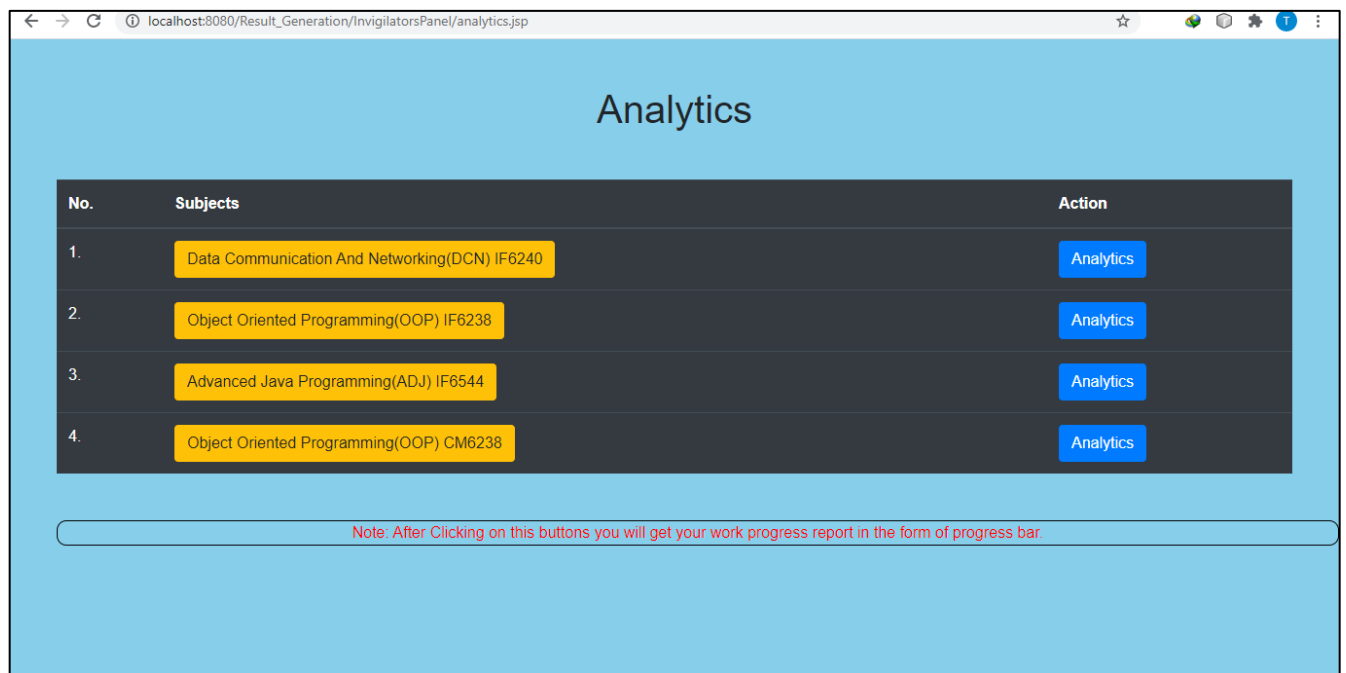 localhost:8080/Result_Generation/InvigilatorsPanel/analytics.jsp
T
Analytics
No. Subjects Action
1. Data Communication And Networking(DCN) IF6240 Analytics
2. Object Oriented Programming(OOP) IF6238 Analytics
3. Advanced Java Programming(ADJ) IF6544 Analytics
4. Object Oriented Programming(OOP) CM6238 Analytics
Note: After Clicking on this buttons you will get your work progress report in the form of progress bar.